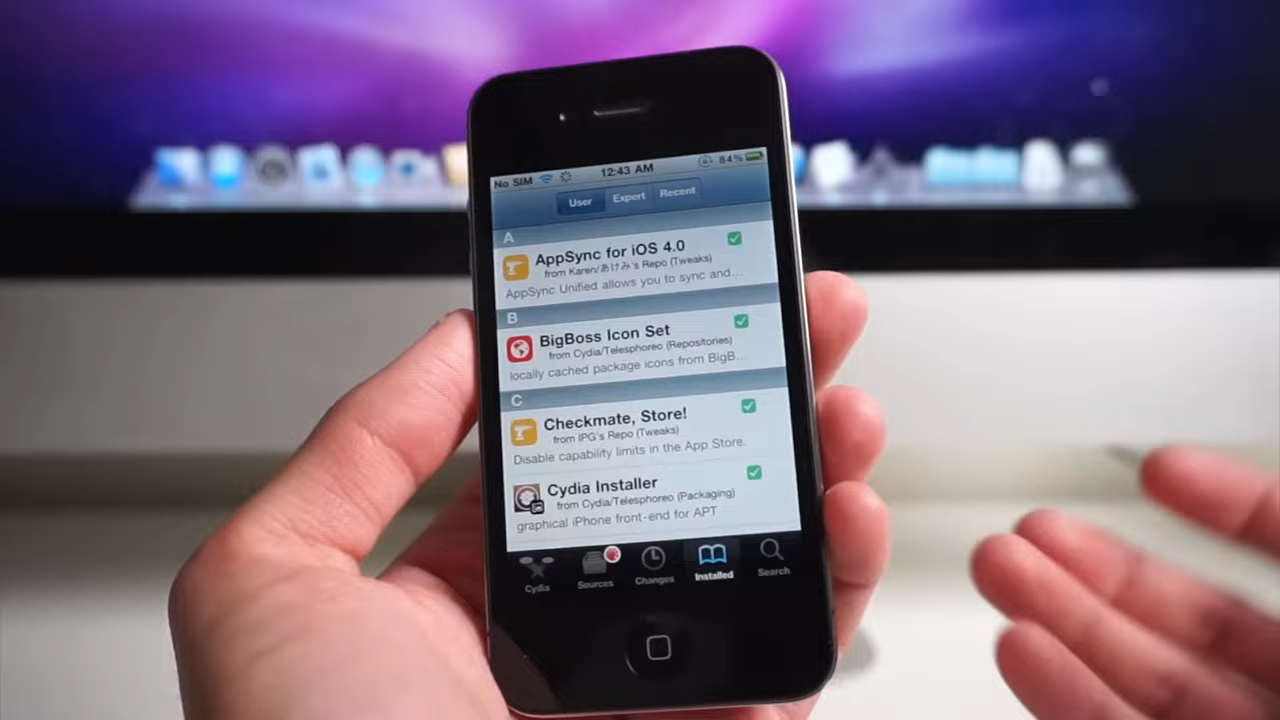 No SIM 12:43 AM 84%
User Expert Recent
A
AppSync for iOS 4.0
from Karen/あけみ's Repo (Tweaks)
AppSync Unified allows you to sync and...
B
BigBoss Icon Set
from Cydia/Telesphoreo (Repositories)
locally cached package icons from BigB...
C
Checkmate, Store!
from IPG's Repo (Tweaks)
Disable capability limits in the App Store.
Cydia Installer
from Cydia/Telesphoreo (Packaging)
graphical iPhone front-end for APT
Cydia Sources Changes Installed Search